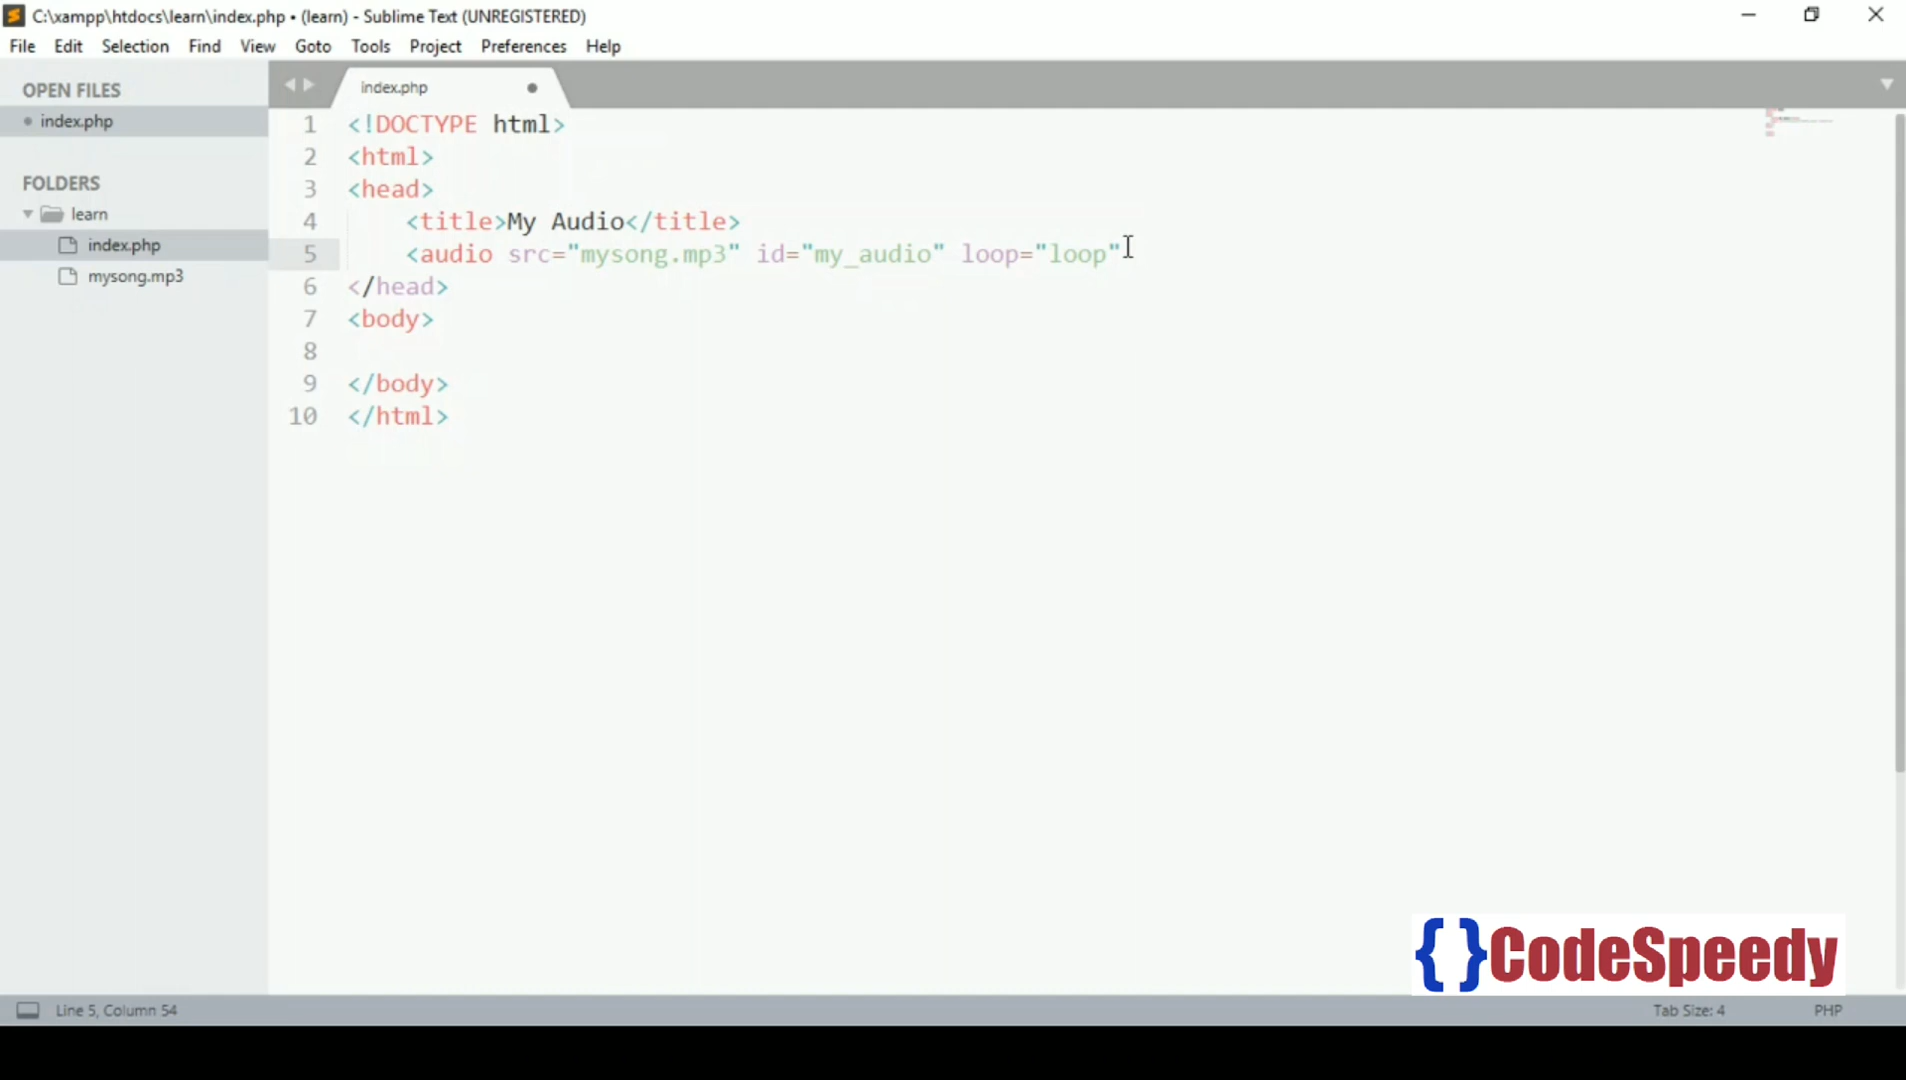 C:\xampp\htdocs\learn\index.php • (learn) - Sublime Text (UNREGISTERED)
File Edit Selection Find View Goto Tools Project Preferences Help
OPEN FILES
index.php
FOLDERS
learn
index.php
mysong.mp3
index.php
1 <!DOCTYPE html>
2 <html>
3 <head>
4 <title>My Audio</title>
5 <audio src="mysong.mp3" id="my_audio" loop="loop"
6 </head>
7 <body>
8
9 </body>
10 </html>
{ }CodeSpeedy
Line 5, Column 54
Tab Size: 4
PHP